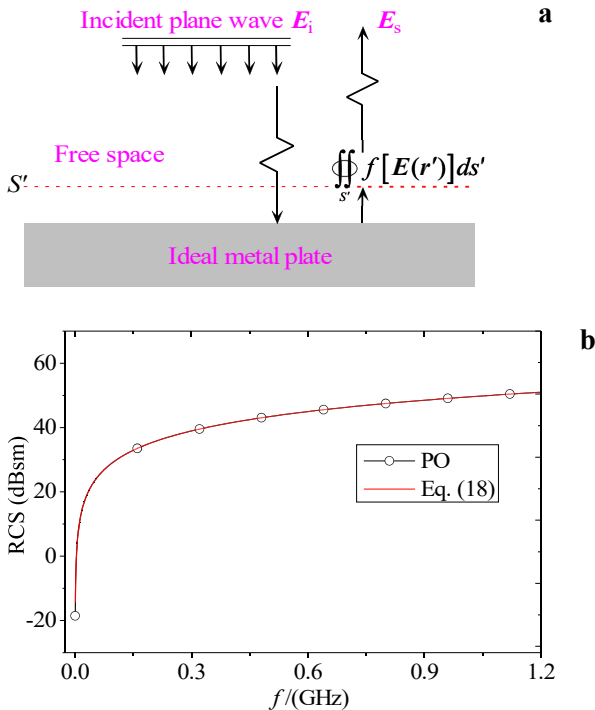 a
Incident plane wave E_i E_s
Free space
S'
∯_{s'} f[E(r')]ds'
Ideal metal plate
b
60
40
20
0
-20
RCS (dBsm)
PO
Eq. (18)
0.0 0.3 0.6 0.9 1.2
f/(GHz)